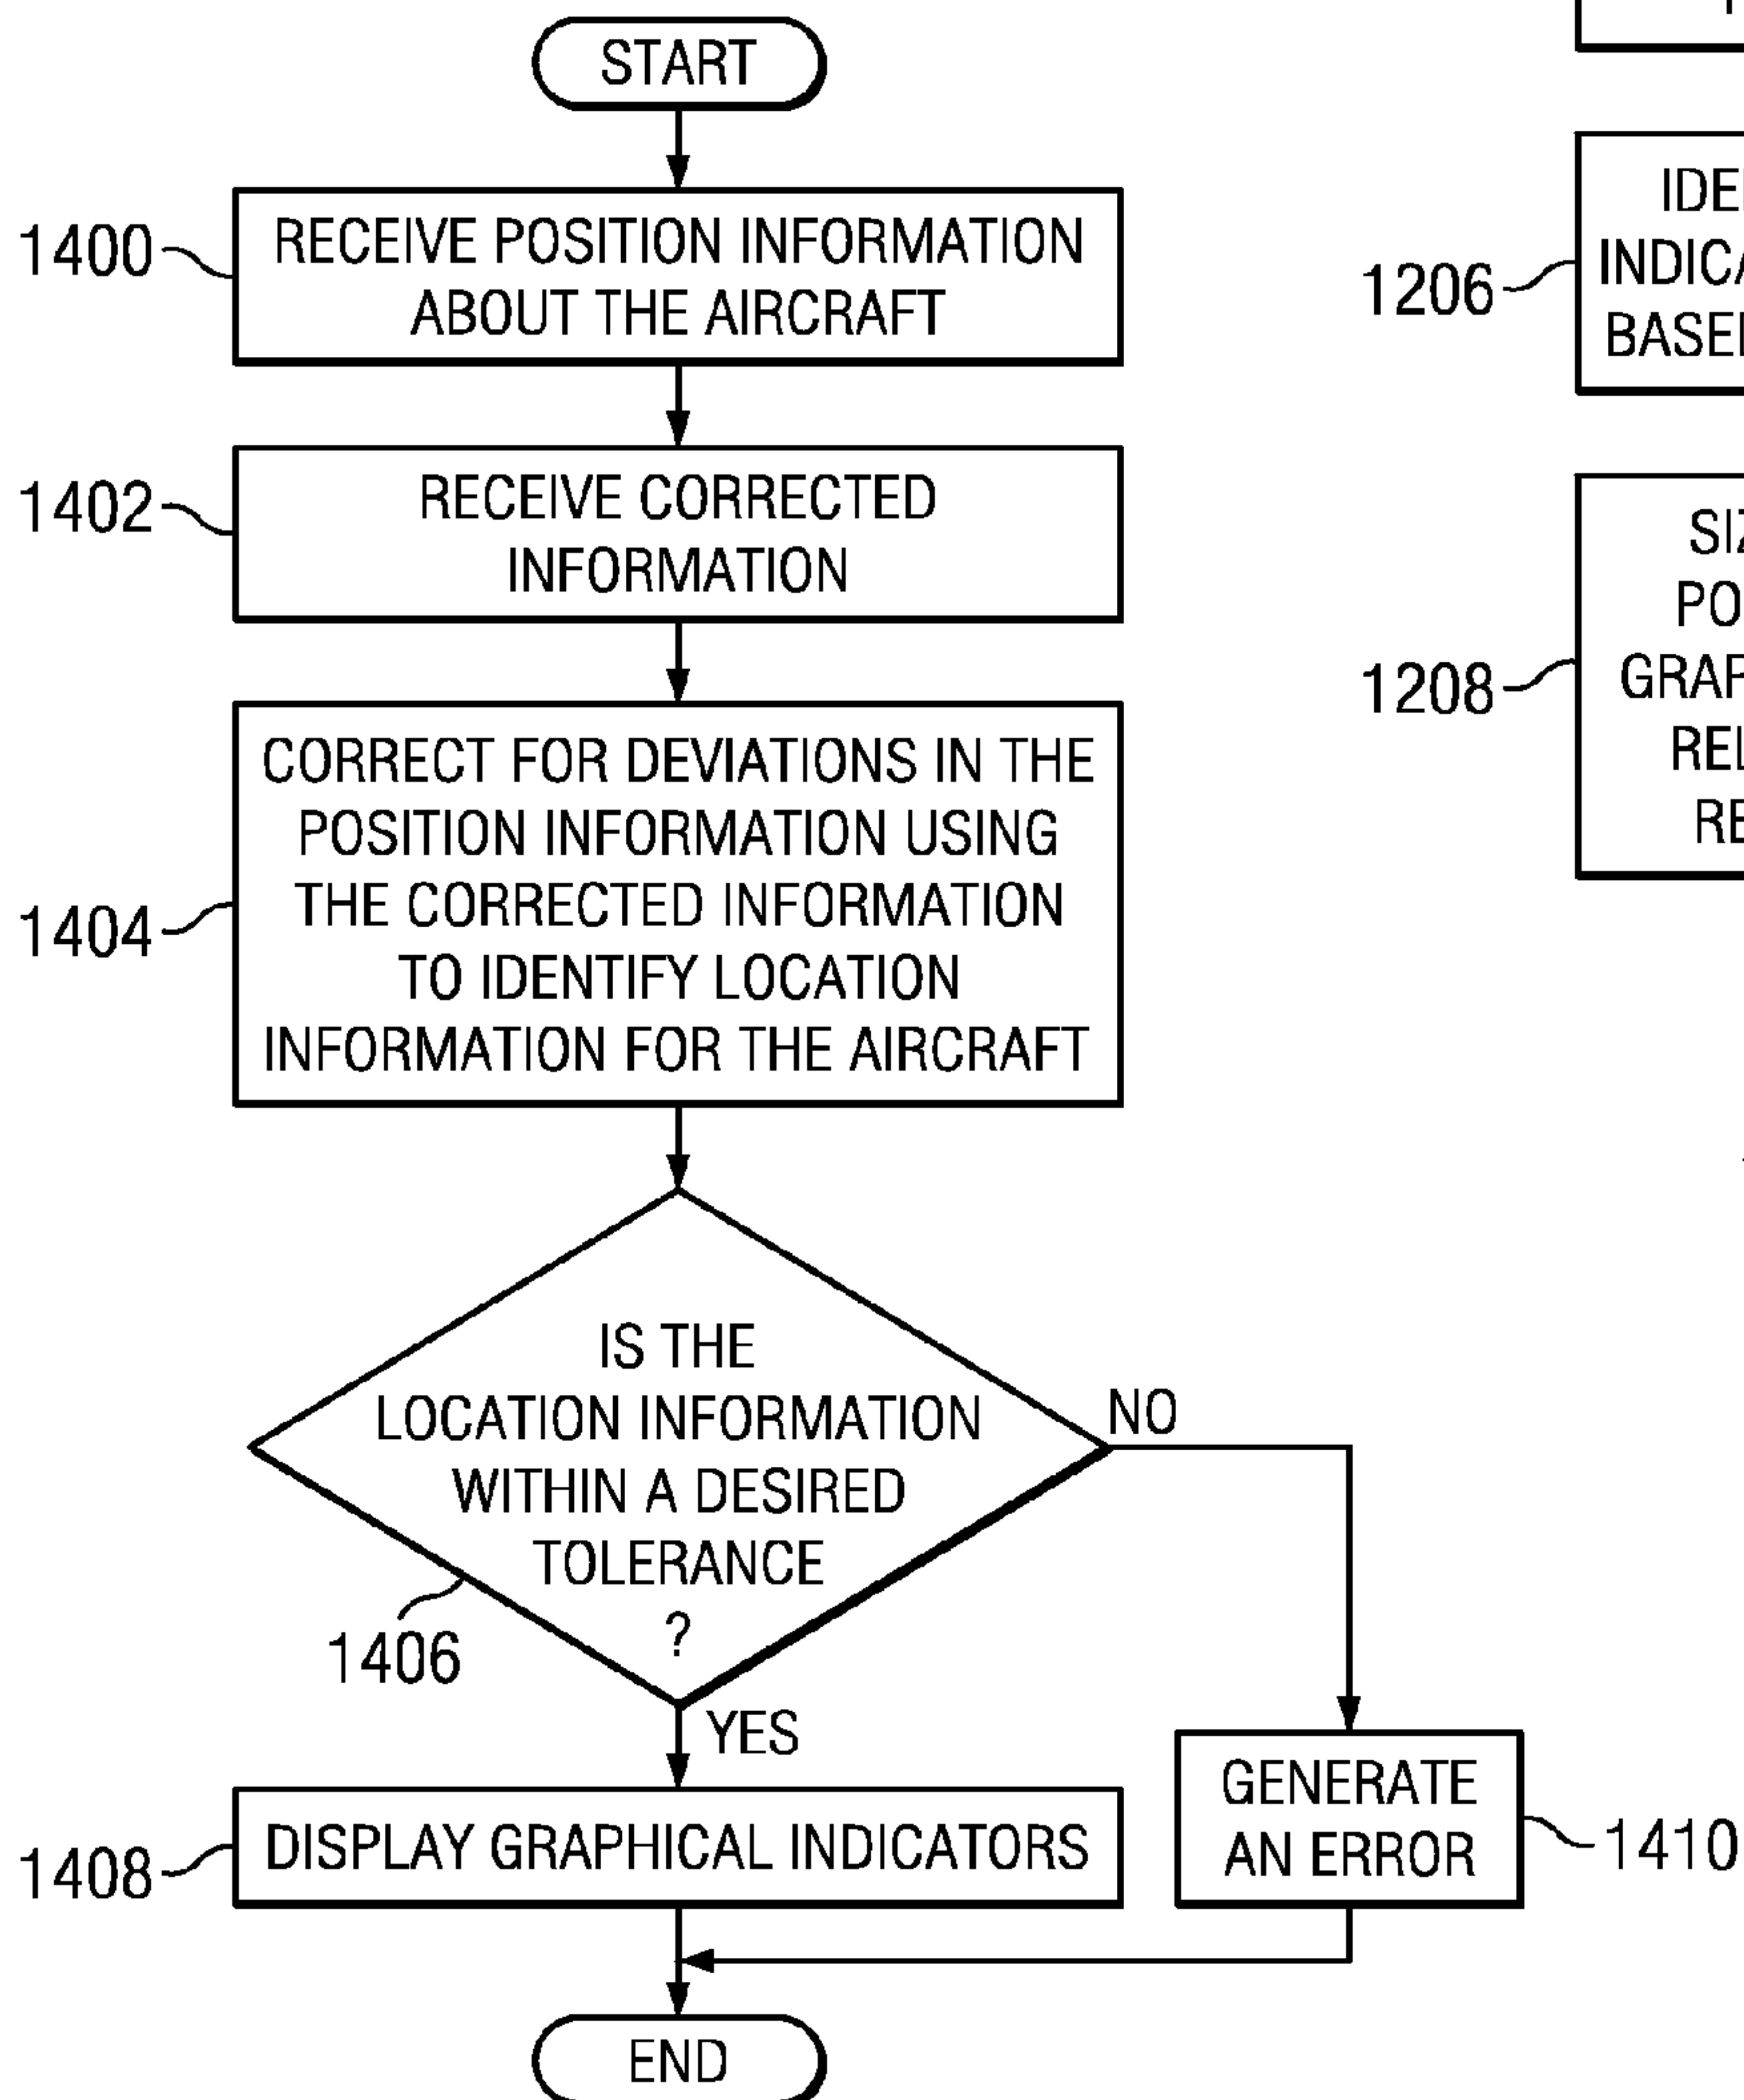 START
1400
RECEIVE POSITION INFORMATION
ABOUT THE AIRCRAFT
1402
RECEIVE CORRECTED
INFORMATION
1404
CORRECT FOR DEVIATIONS IN THE
POSITION INFORMATION USING
THE CORRECTED INFORMATION
TO IDENTIFY LOCATION
INFORMATION FOR THE AIRCRAFT
IS THE
LOCATION INFORMATION
WITHIN A DESIRED
TOLERANCE
?
1406
NO
YES
1408
DISPLAY GRAPHICAL INDICATORS
GENERATE
AN ERROR
1410
END
1206
1208